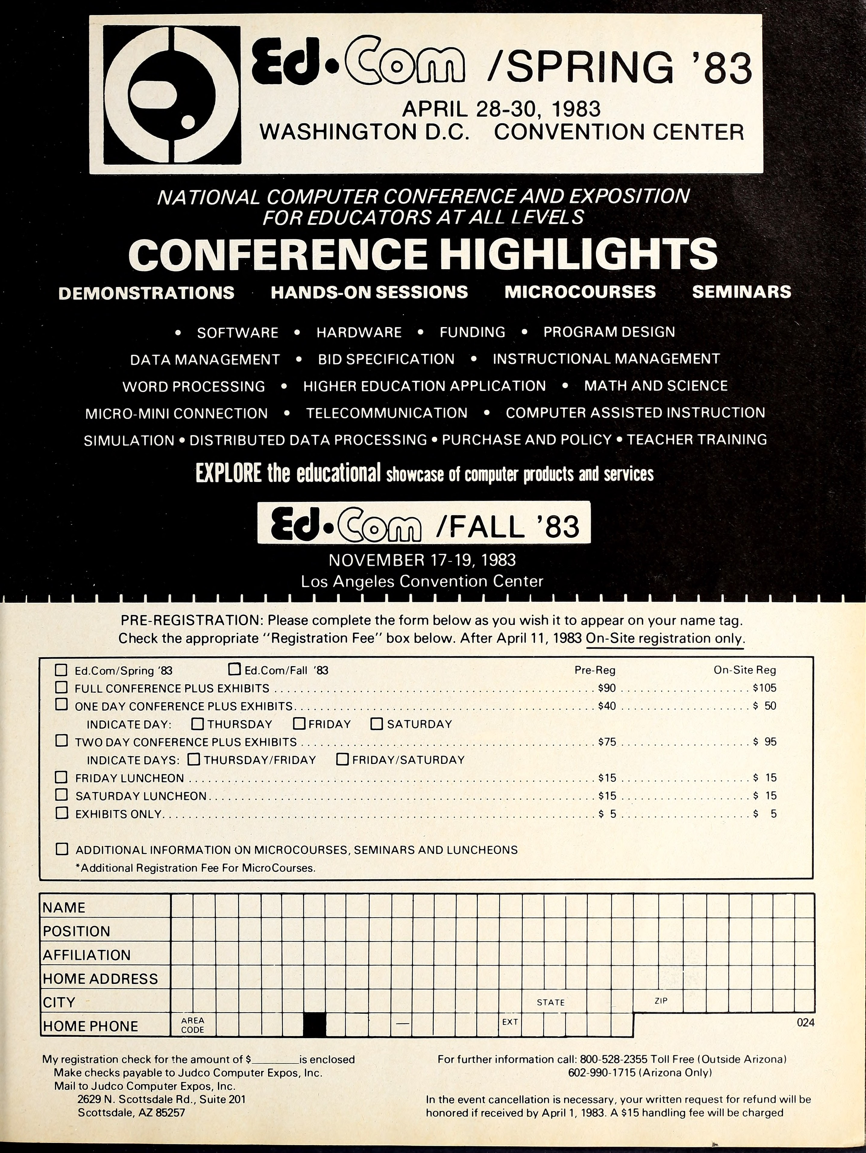 Ed•Com /SPRING '83
APRIL 28-30, 1983
WASHINGTON D.C. CONVENTION CENTER
NATIONAL COMPUTER CONFERENCE AND EXPOSITION
FOR EDUCATORS AT ALL LEVELS
CONFERENCE HIGHLIGHTS
DEMONSTRATIONS HANDS-ON SESSIONS MICROCOURSES SEMINARS
• SOFTWARE • HARDWARE • FUNDING • PROGRAM DESIGN
DATA MANAGEMENT • BID SPECIFICATION • INSTRUCTIONAL MANAGEMENT
WORD PROCESSING • HIGHER EDUCATION APPLICATION • MATH AND SCIENCE
MICRO-MINI CONNECTION • TELECOMMUNICATION • COMPUTER ASSISTED INSTRUCTION
SIMULATION • DISTRIBUTED DATA PROCESSING • PURCHASE AND POLICY • TEACHER TRAINING
EXPLORE the educational showcase of computer products and services
Ed•Com /FALL '83
NOVEMBER 17-19, 1983
Los Angeles Convention Center
PRE-REGISTRATION: Please complete the form below as you wish it to appear on your name tag.
Check the appropriate "Registration Fee" box below. After April 11, 1983 On-Site registration only.
☐ Ed.Com/Spring '83 ☐ Ed.Com/Fall '83 Pre-Reg On-Site Reg
☐ FULL CONFERENCE PLUS EXHIBITS ........ $90 ........ $105
☐ ONE DAY CONFERENCE PLUS EXHIBITS ........ $40 ........ $ 50
INDICATE DAY: ☐ THURSDAY ☐ FRIDAY ☐ SATURDAY
☐ TWO DAY CONFERENCE PLUS EXHIBITS ........ $75 ........ $ 95
INDICATE DAYS: ☐ THURSDAY/FRIDAY ☐ FRIDAY/SATURDAY
☐ FRIDAY LUNCHEON ........ $15 ........ $ 15
☐ SATURDAY LUNCHEON ........ $15 ........ $ 15
☐ EXHIBITS ONLY ........ $ 5 ........ $ 5
☐ ADDITIONAL INFORMATION ON MICROCOURSES, SEMINARS AND LUNCHEONS
*Additional Registration Fee For MicroCourses.
NAME
POSITION
AFFILIATION
HOME ADDRESS
CITY STATE ZIP
HOME PHONE AREA CODE — EXT 024
My registration check for the amount of $________is enclosed
Make checks payable to Judco Computer Expos, Inc.
Mail to Judco Computer Expos, Inc.
2629 N. Scottsdale Rd., Suite 201
Scottsdale, AZ 85257
For further information call: 800-528-2355 Toll Free (Outside Arizona)
602-990-1715 (Arizona Only)
In the event cancellation is necessary, your written request for refund will be
honored if received by April 1, 1983. A $15 handling fee will be charged